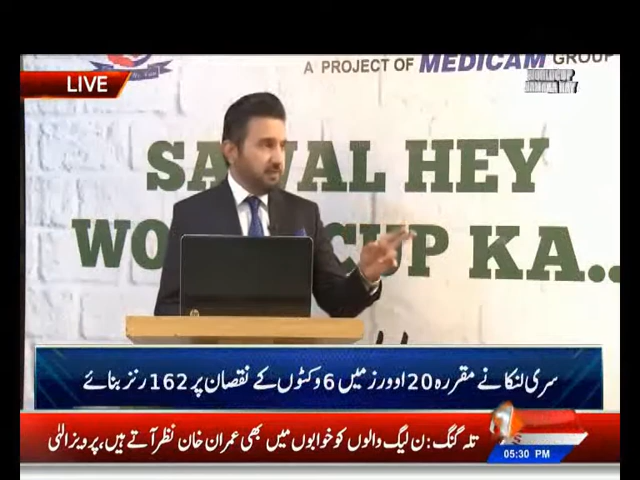 A PROJECT OF MEDICAM GROUP
LIVE
SAWAL HEY
WORLD CUP KA..
سری لنکا نے مقررہ 20 اوورز میں 6 وکٹوں کے نقصان پر 162 رنز بنائے
تلہ گنگ : ن لیگ والوں کو خوابوں میں بھی عمران خان نظر آتے ہیں، پرویز الٰہی
05:30 PM